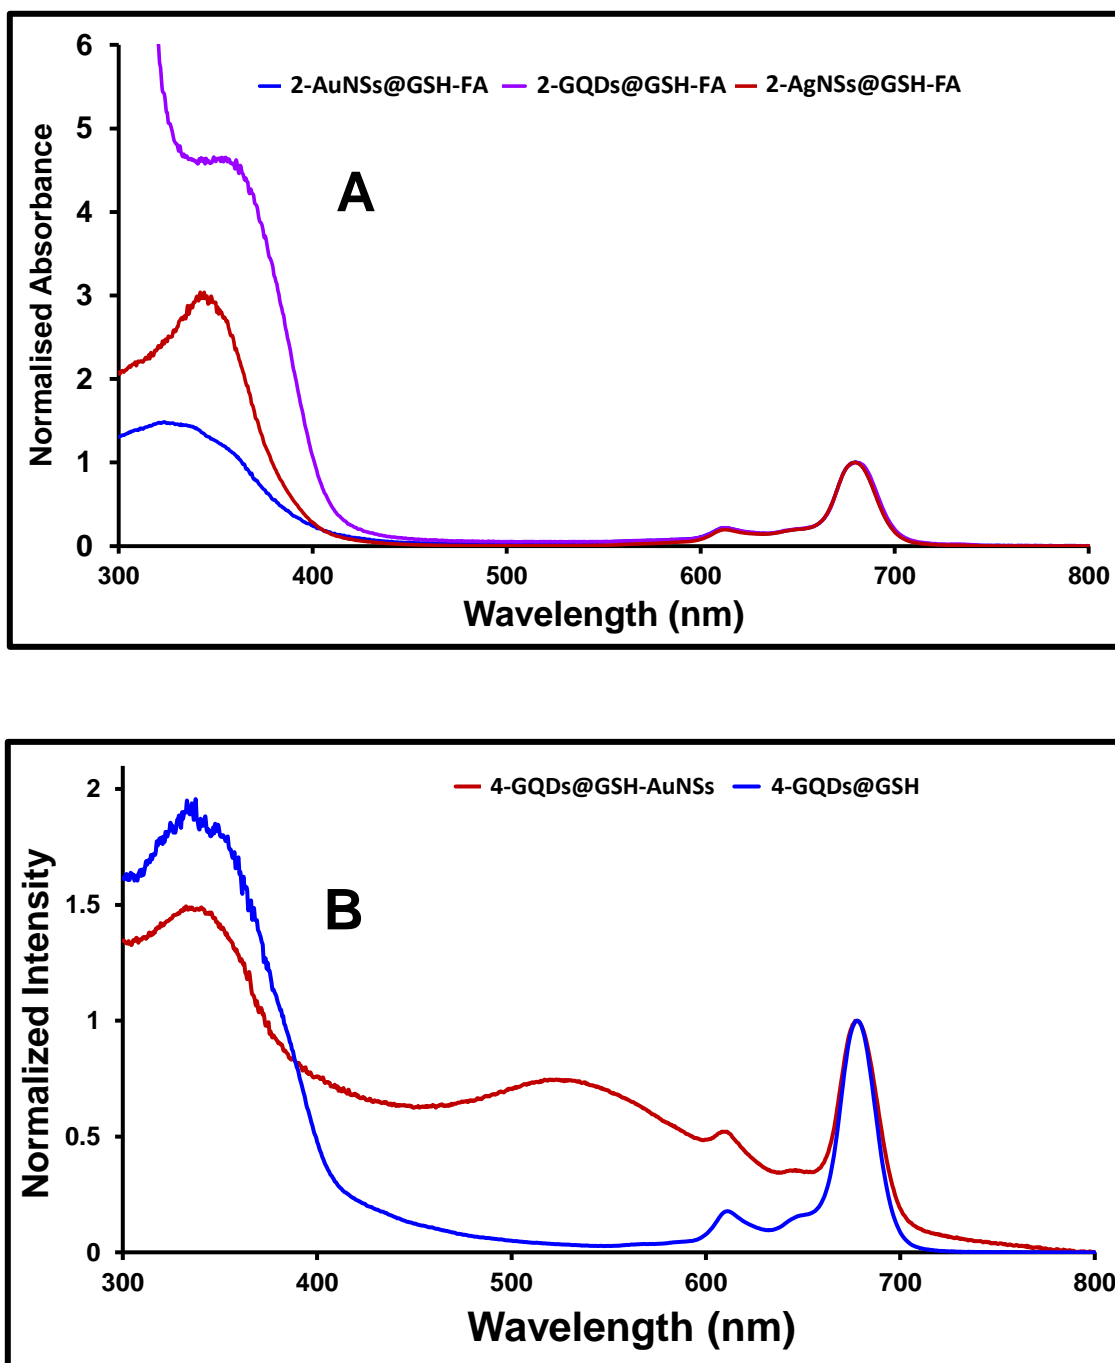 6
5
4
3
2
1
0
Normalised Absorbance
2-AuNSs@GSH-FA 2-GQDs@GSH-FA 2-AgNSs@GSH-FA
A
300 400 500 600 700 800
Wavelength (nm)
2
1.5
1
0.5
0
Normalized Intensity
4-GQDs@GSH-AuNSs 4-GQDs@GSH
B
300 400 500 600 700 800
Wavelength (nm)